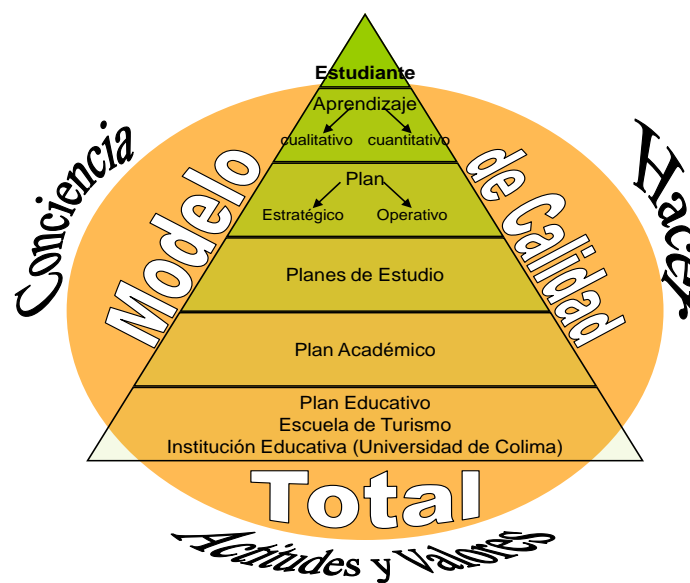 Estudiante
Aprendizaje
cualitativo cuantitativo
Plan
Estratégico Operativo
Planes de Estudio
Plan Académico
Plan Educativo
Escuela de Turismo
Institución Educativa (Universidad de Colima)
Modelo
de Calidad
Total
Conciencia
Hacer
Actitudes y Valores